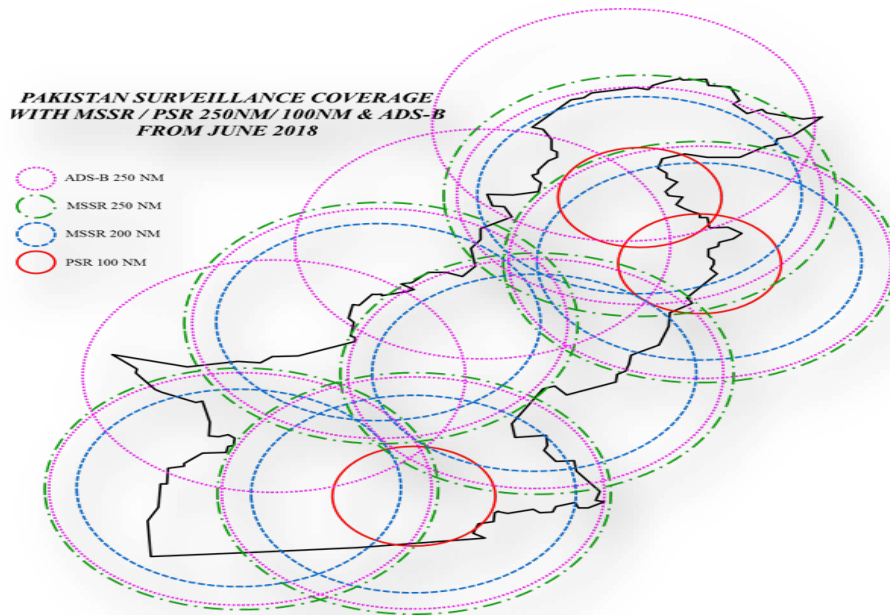 PAKISTAN SURVEILLANCE COVERAGE
WITH MSSR / PSR 250NM/ 100NM & ADS-B
FROM JUNE 2018
ADS-B 250 NM
MSSR 250 NM
MSSR 200 NM
PSR 100 NM